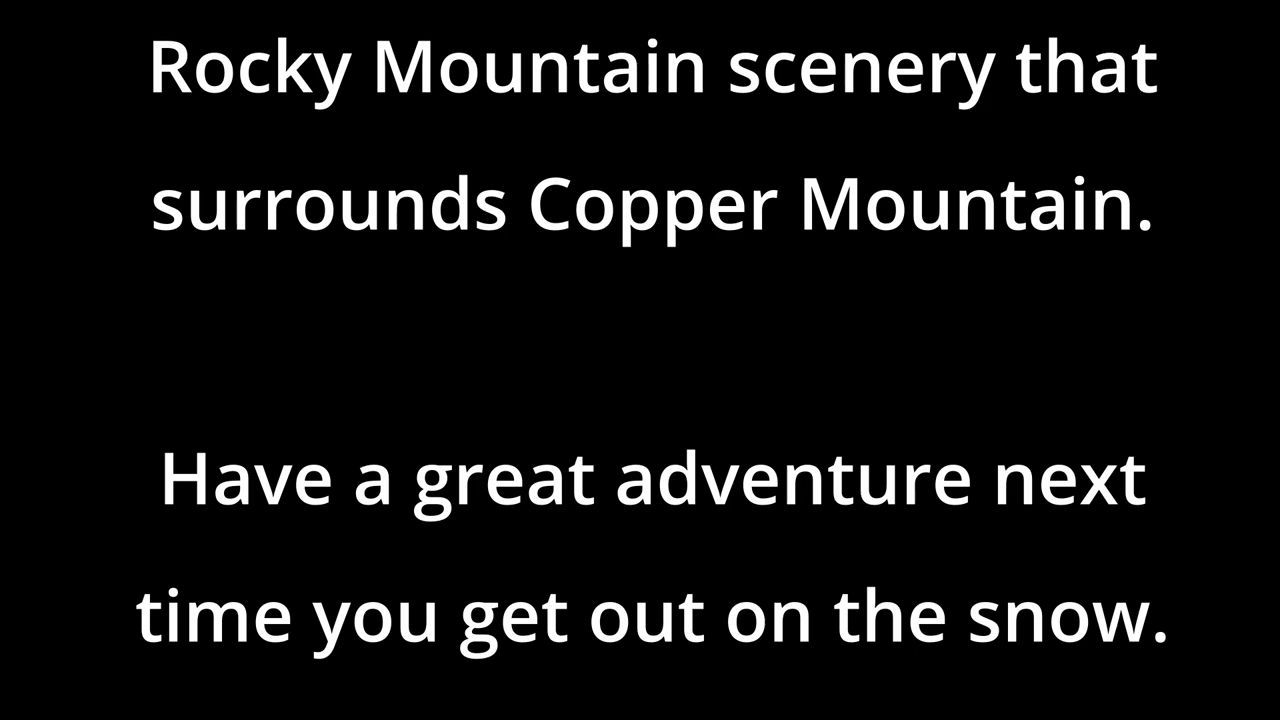 Rocky Mountain scenery that
surrounds Copper Mountain.
Have a great adventure next
time you get out on the snow.